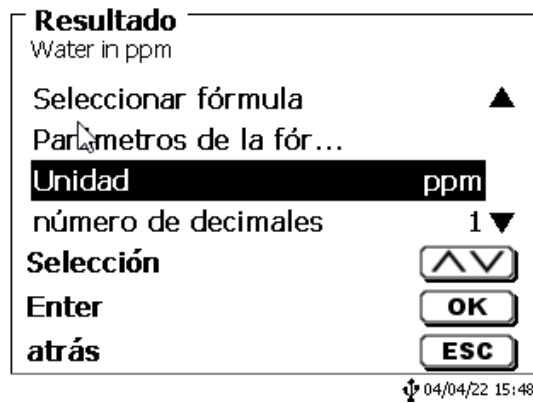 Resultado
Water in ppm
Seleccionar fórmula
Parámetros de la fór...
Unidad ppm
número de decimales 1
Selección
Enter OK
atrás ESC
04/04/22 15:48